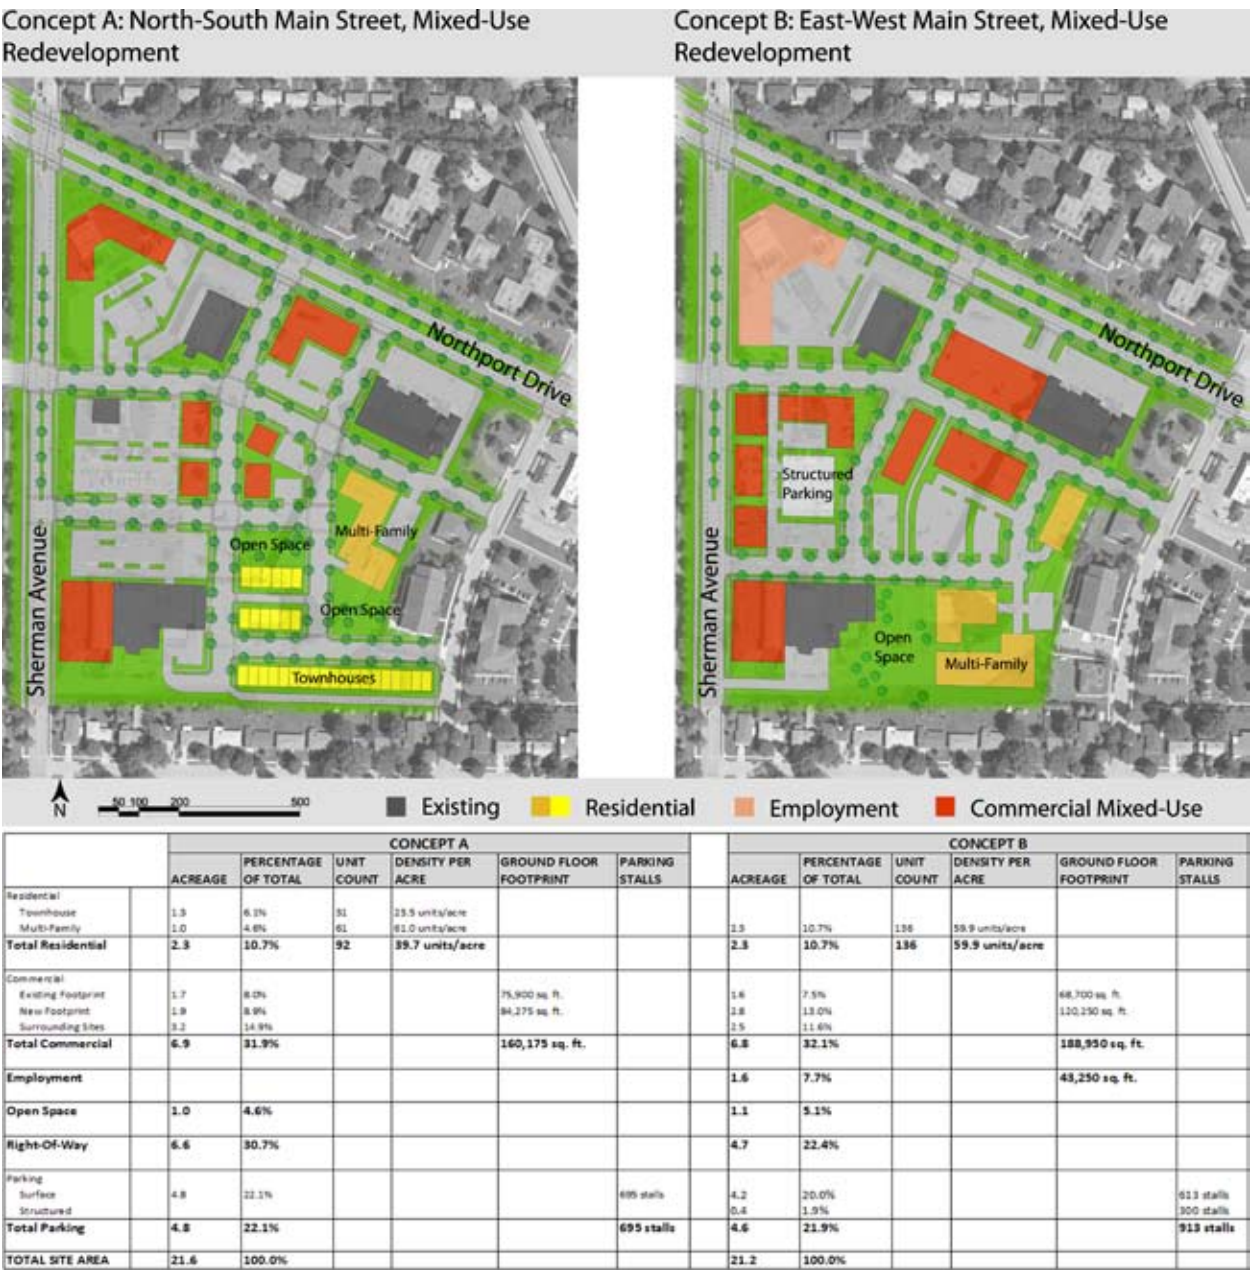 Concept A: North-South Main Street, Mixed-Use
Redevelopment
Concept B: East-West Main Street, Mixed-Use
Redevelopment
Northport Drive
Sherman Avenue
Open Space
Multi-Family
Open Space
Townhouses
Northport Drive
Sherman Avenue
Structured
Parking
Open
Space
Multi-Family
N
50 100 200 500
Existing
Residential
Employment
Commercial Mixed-Use
CONCEPT A CONCEPT B
ACREAGE PERCENTAGE OF TOTAL UNIT COUNT DENSITY PER ACRE GROUND FLOOR FOOTPRINT PARKING STALLS ACREAGE PERCENTAGE OF TOTAL UNIT COUNT DENSITY PER ACRE GROUND FLOOR FOOTPRINT PARKING STALLS
Residential
Townhouse 1.3 6.1% 31 23.5 units/acre
Multi-Family 1.0 4.6% 61 61.0 units/acre 2.3 10.7% 136 59.9 units/acre
Total Residential 2.3 10.7% 92 39.7 units/acre 2.3 10.7% 136 59.9 units/acre
Commercial
Existing Footprint 1.7 8.0% 75,900 sq. ft. 1.6 7.5% 68,700 sq. ft.
New Footprint 1.9 8.9% 84,275 sq. ft. 2.8 13.0% 120,250 sq. ft.
Surrounding Sites 3.2 14.9% 2.5 11.6%
Total Commercial 6.9 31.9% 160,175 sq. ft. 6.8 32.1% 188,950 sq. ft.
Employment 1.6 7.7% 43,250 sq. ft.
Open Space 1.0 4.6% 1.1 5.1%
Right-Of-Way 6.6 30.7% 4.7 22.4%
Parking
Surface 4.8 22.1% 695 stalls 4.2 20.0% 613 stalls
Structured 0.4 1.9% 300 stalls
Total Parking 4.8 22.1% 695 stalls 4.6 21.9% 913 stalls
TOTAL SITE AREA 21.6 100.0% 21.2 100.0%